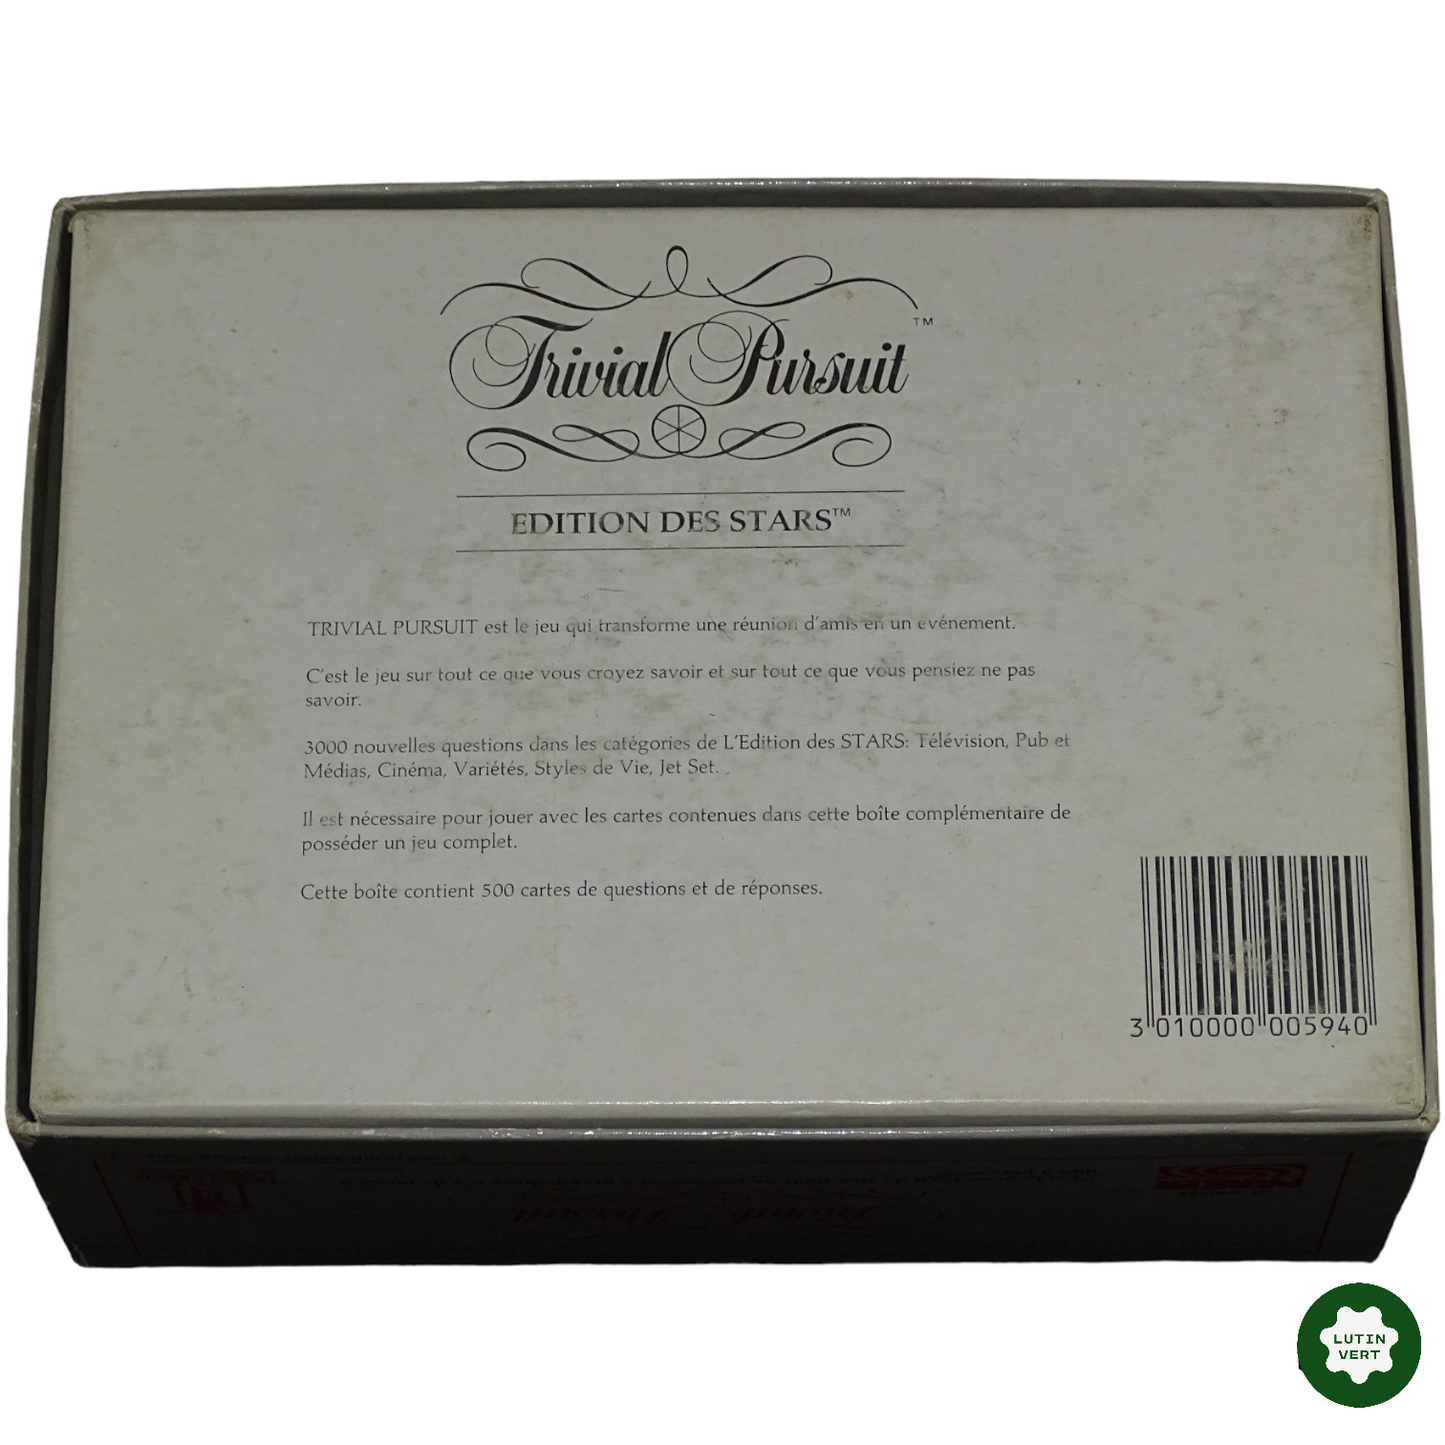 Trivial Pursuit™
EDITION DES STARS™
TRIVIAL PURSUIT est le jeu qui transforme une réunion d'amis en un événement.
C'est le jeu sur tout ce que vous croyez savoir et sur tout ce que vous pensiez ne pas
savoir.
3000 nouvelles questions dans les catégories de L'Edition des STARS: Télévision, Pub et
Médias, Cinéma, Variétés, Styles de Vie, Jet Set.
Il est nécessaire pour jouer avec les cartes contenues dans cette boîte complémentaire de
posséder un jeu complet.
Cette boîte contient 500 cartes de questions et de réponses.
3 010000 005940
Trivial Pursuit
LUTIN
VERT